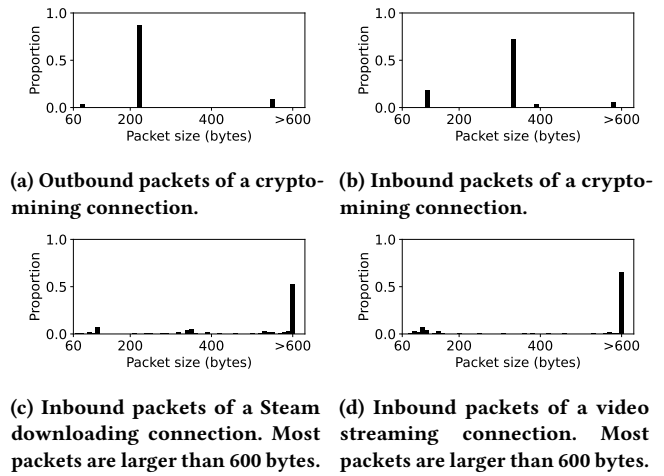 1.0
0.5
0.0
Proportion
60 200 400 >600
Packet size (bytes)
(a) Outbound packets of a crypto-
mining connection.
1.0
0.5
0.0
Proportion
60 200 400 >600
Packet size (bytes)
(b) Inbound packets of a crypto-
mining connection.
1.0
0.5
0.0
Proportion
60 200 400 >600
Packet size (bytes)
(c) Inbound packets of a Steam
downloading connection. Most
packets are larger than 600 bytes.
1.0
0.5
0.0
Proportion
60 200 400 >600
Packet size (bytes)
(d) Inbound packets of a video
streaming connection. Most
packets are larger than 600 bytes.